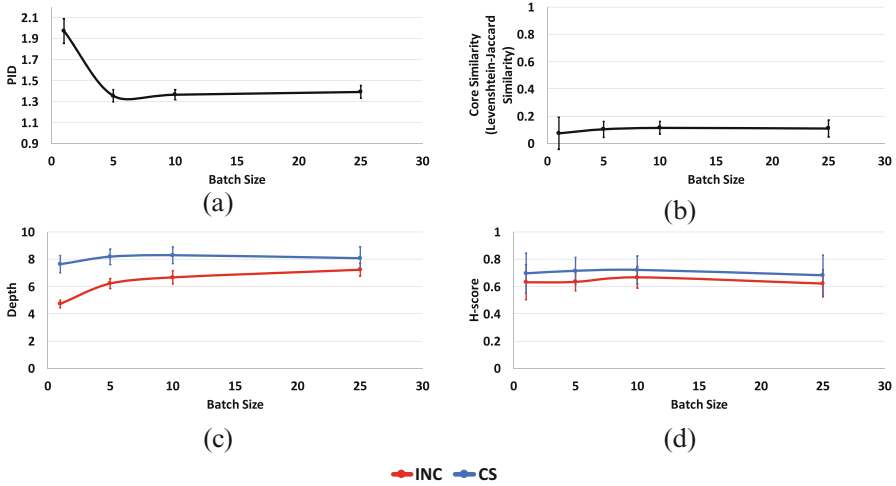 2.1
1.9
1.7
1.5
1.3
1.1
0.9
PID
0 5 10 15 20 25 30
Batch Size
(a)
1
0.8
0.6
0.4
0.2
0
Core Similarity
(Levenshtein-Jaccard
Similarity)
0 5 10 15 20 25 30
Batch Size
(b)
10
8
6
4
2
0
Depth
0 5 10 15 20 25 30
Batch Size
(c)
1
0.8
0.6
0.4
0.2
0
H-score
0 5 10 15 20 25 30
Batch Size
(d)
INC CS